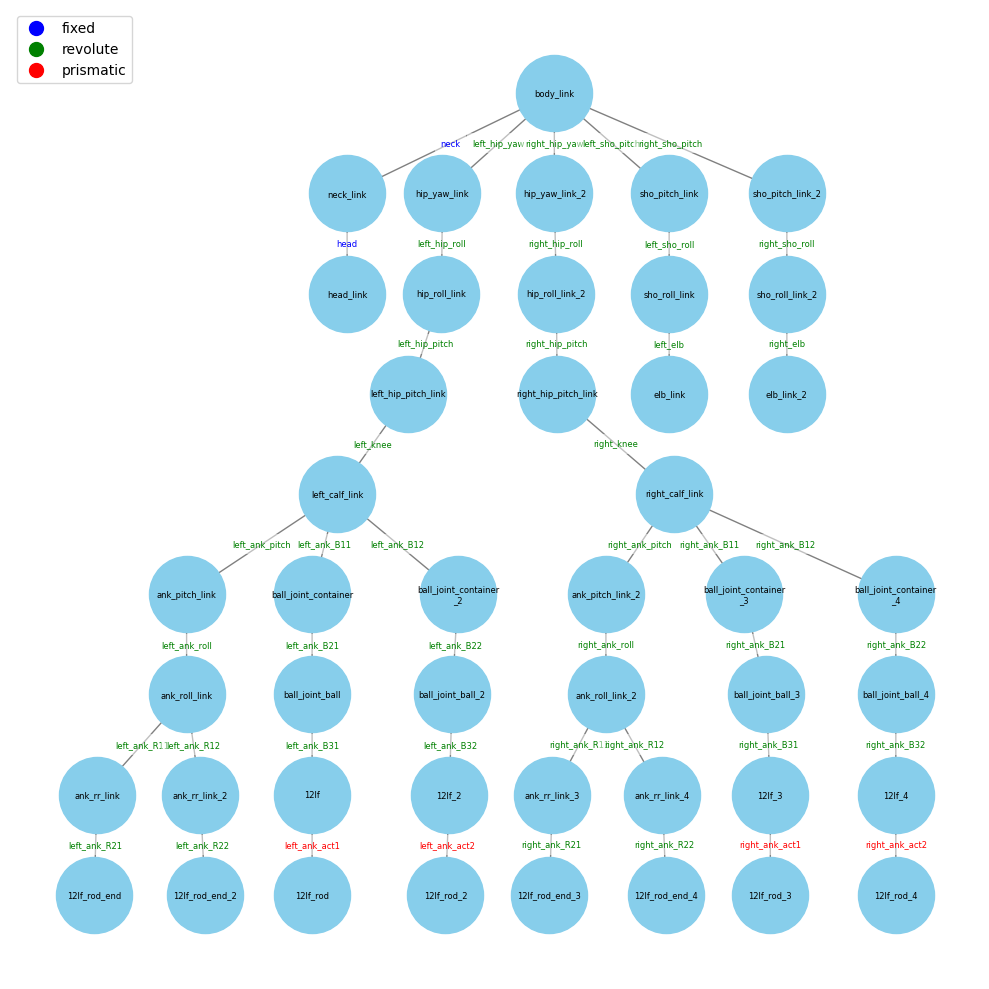 fixed
revolute
prismatic
body_link
neck
left_hip_yaw
right_hip_yaw
left_sho_pitch
right_sho_pitch
neck_link
hip_yaw_link
hip_yaw_link_2
sho_pitch_link
sho_pitch_link_2
head
left_hip_roll
right_hip_roll
left_sho_roll
right_sho_roll
head_link
hip_roll_link
hip_roll_link_2
sho_roll_link
sho_roll_link_2
left_hip_pitch
right_hip_pitch
left_elb
right_elb
left_hip_pitch_link
right_hip_pitch_link
elb_link
elb_link_2
left_knee
right_knee
left_calf_link
right_calf_link
left_ank_pitch
left_ank_B11
left_ank_B12
right_ank_pitch
right_ank_B11
right_ank_B12
ank_pitch_link
ball_joint_container
ball_joint_container
_2
ank_pitch_link_2
ball_joint_container
_3
ball_joint_container
_4
left_ank_roll
left_ank_B21
left_ank_B22
right_ank_roll
right_ank_B21
right_ank_B22
ank_roll_link
ball_joint_ball
ball_joint_ball_2
ank_roll_link_2
ball_joint_ball_3
ball_joint_ball_4
left_ank_R11
left_ank_R12
left_ank_B31
left_ank_B32
right_ank_R11
right_ank_R12
right_ank_B31
right_ank_B32
ank_rr_link
ank_rr_link_2
12lf
12lf_2
ank_rr_link_3
ank_rr_link_4
12lf_3
12lf_4
left_ank_R21
left_ank_R22
left_ank_act1
left_ank_act2
right_ank_R21
right_ank_R22
right_ank_act1
right_ank_act2
12lf_rod_end
12lf_rod_end_2
12lf_rod
12lf_rod_2
12lf_rod_end_3
12lf_rod_end_4
12lf_rod_3
12lf_rod_4